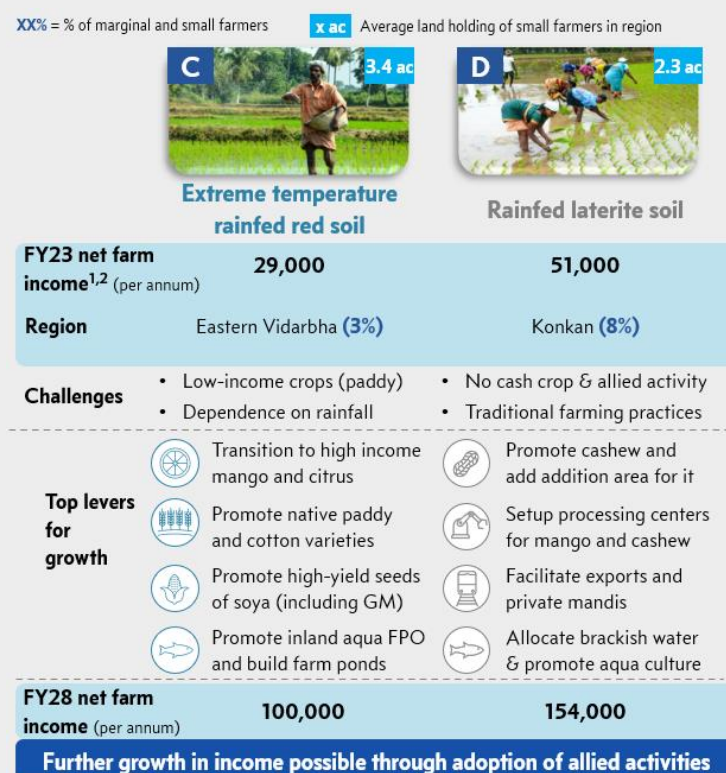 XX% = % of marginal and small farmers
x ac Average land holding of small farmers in region
C 3.4 ac
D 2.3 ac
Extreme temperature
rainfed red soil
Rainfed laterite soil
FY23 net farm
income1,2 (per annum)
29,000
51,000
Region
Eastern Vidarbha (3%)
Konkan (8%)
Challenges
• Low-income crops (paddy)
• Dependence on rainfall
• No cash crop & allied activity
• Traditional farming practices
Top levers
for
growth
Transition to high income
mango and citrus
Promote native paddy
and cotton varieties
Promote high-yield seeds
of soya (including GM)
Promote inland aqua FPO
and build farm ponds
Promote cashew and
add addition area for it
Setup processing centers
for mango and cashew
Facilitate exports and
private mandis
Allocate brackish water
& promote aqua culture
FY28 net farm
income (per annum)
100,000
154,000
Further growth in income possible through adoption of allied activities